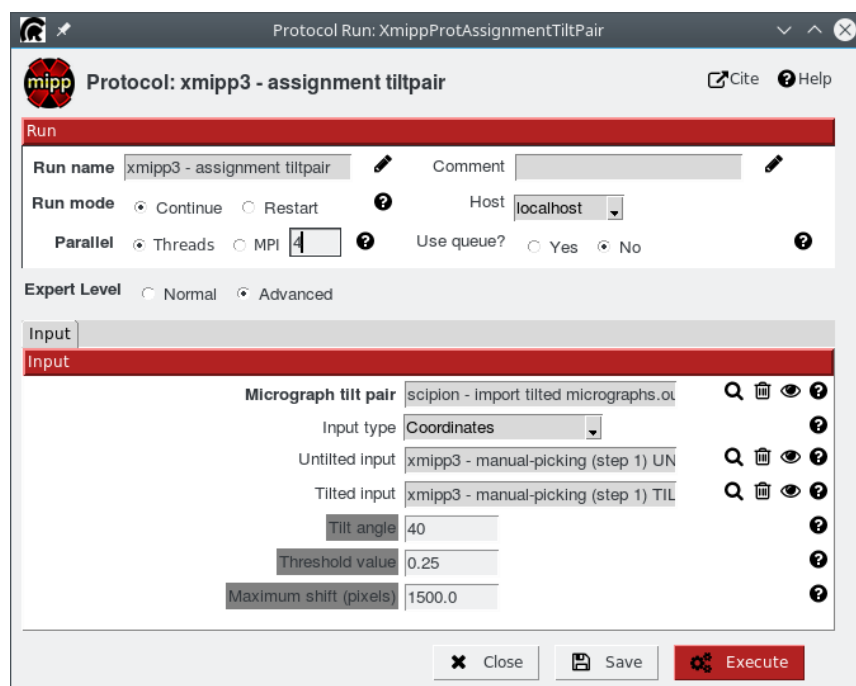 Protocol Run: XmippProtAssignmentTiltPair
mipp Protocol: xmipp3 - assignment tiltpair Cite Help
Run
Run name xmipp3 - assignment tiltpair Comment
Run mode Continue Restart Host localhost
Parallel Threads MPI 4 Use queue? Yes No
Expert Level Normal Advanced
Input
Input
Micrograph tilt pair scipion - import tilted micrographs.ou
Input type Coordinates
Untilted input xmipp3 - manual-picking (step 1) UN
Tilted input xmipp3 - manual-picking (step 1) TIL
Tilt angle 40
Threshold value 0.25
Maximum shift (pixels) 1500.0
Close Save Execute